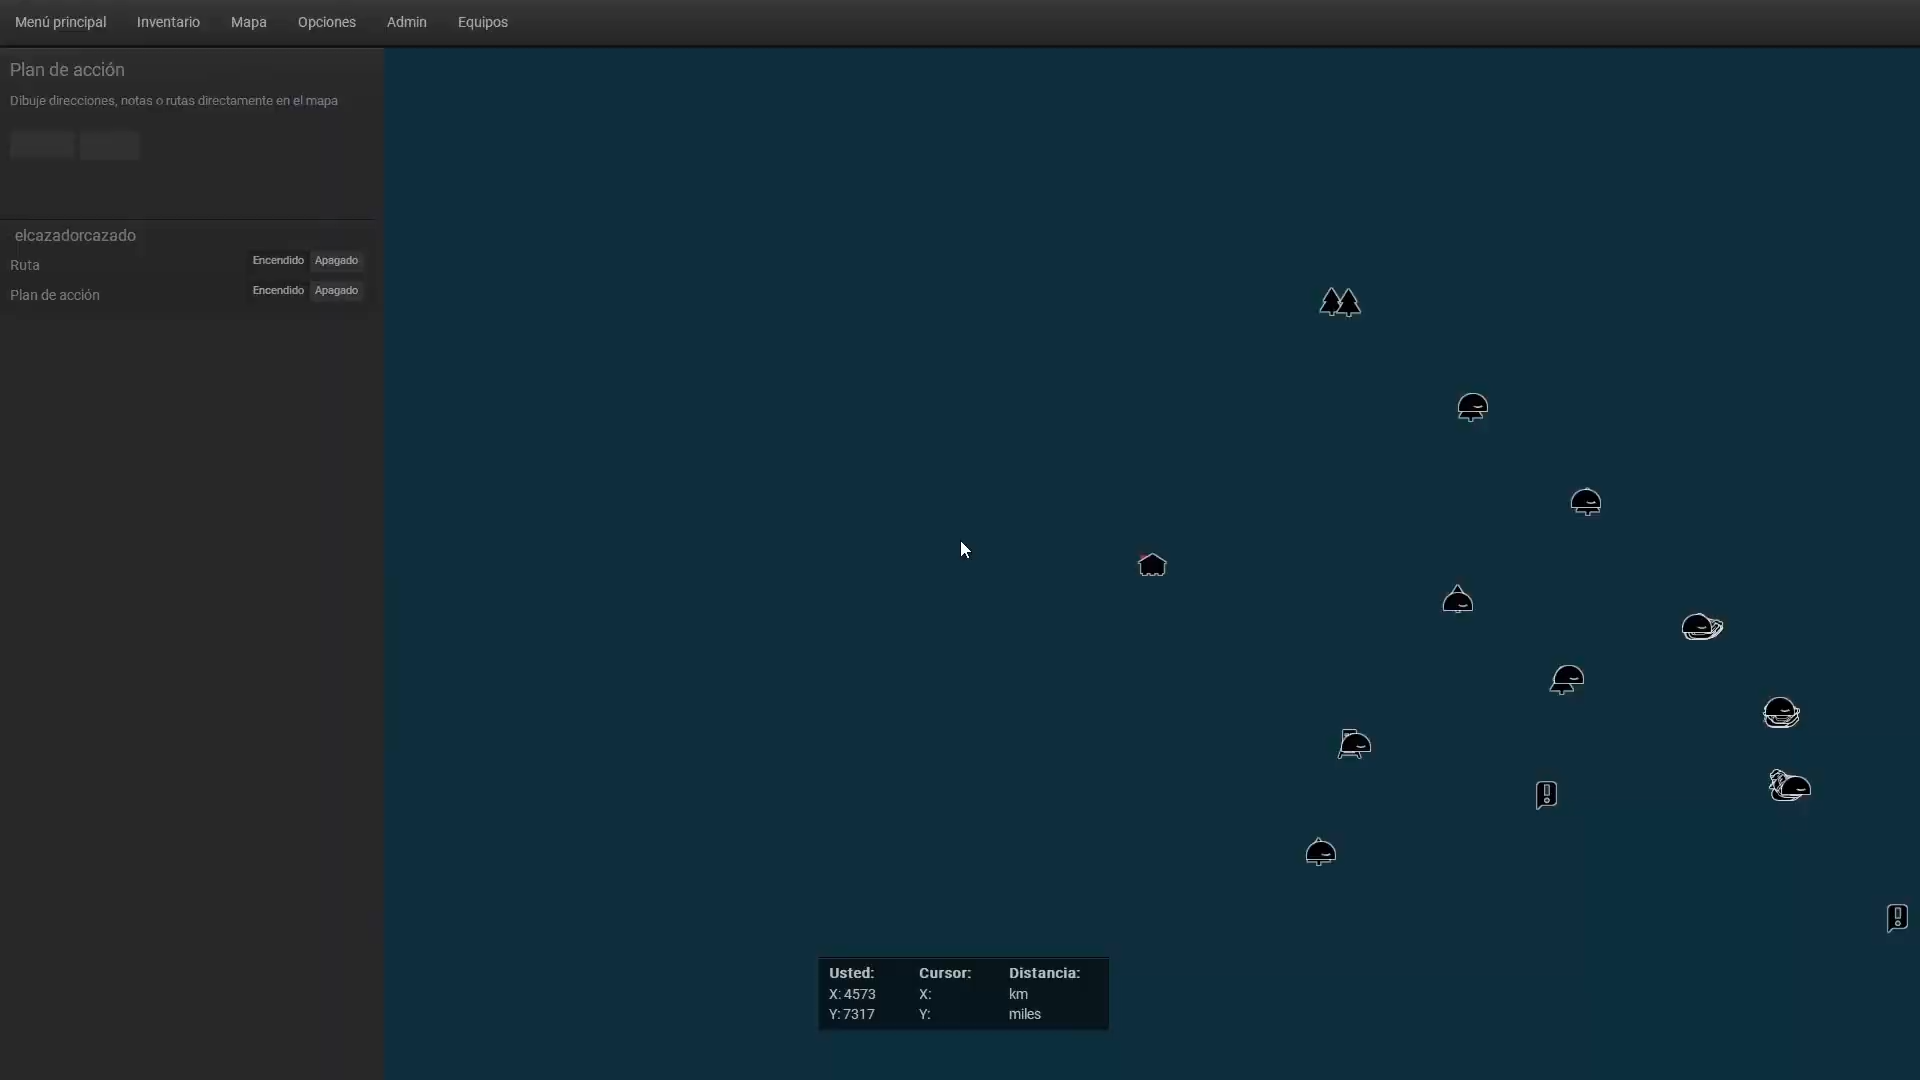 Menú principal Inventario Mapa Opciones Admin Equipos
Plan de acción
Dibuje direcciones, notas o rutas directamente en el mapa
elcazadorcazado
Ruta Encendido Apagado
Plan de acción Encendido Apagado
Usted: Cursor: Distancia:
X: 4573 X: km
Y: 7317 Y: miles